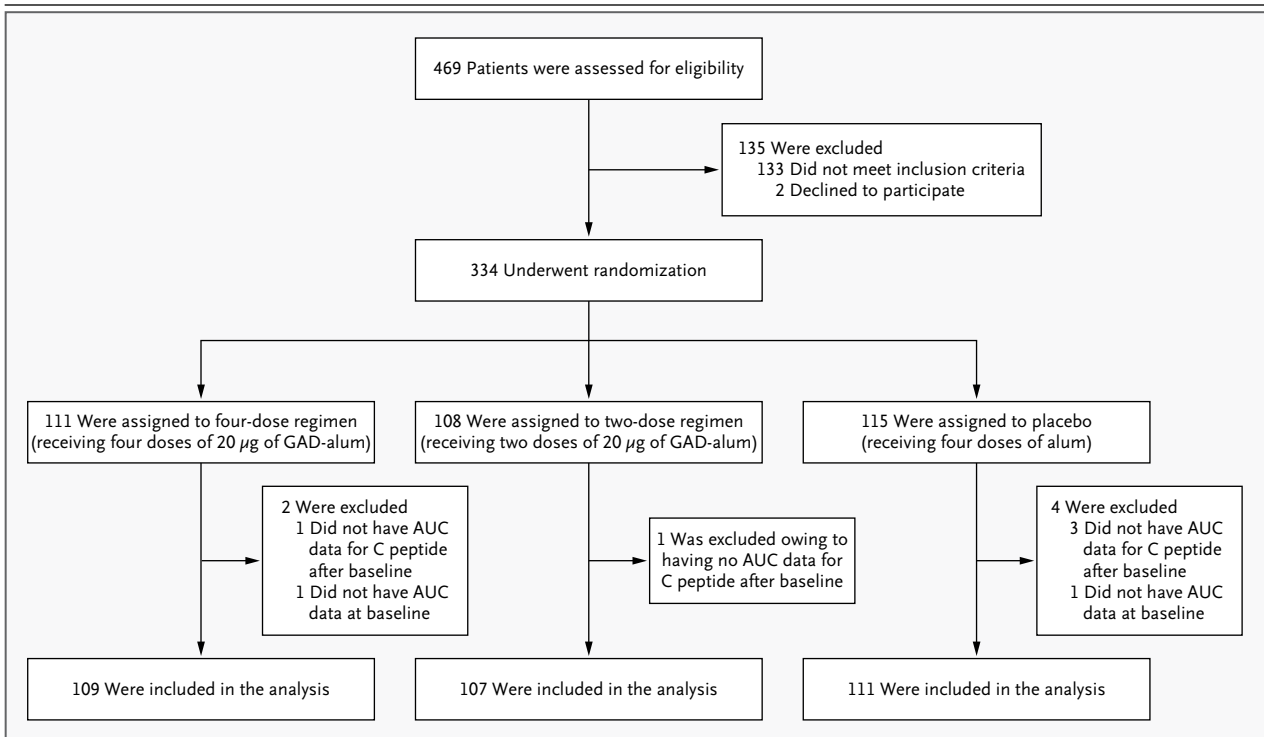 469 Patients were assessed for eligibility
135 Were excluded
133 Did not meet inclusion criteria
2 Declined to participate
334 Underwent randomization
111 Were assigned to four-dose regimen
(receiving four doses of 20 µg of GAD-alum)
108 Were assigned to two-dose regimen
(receiving two doses of 20 µg of GAD-alum)
115 Were assigned to placebo
(receiving four doses of alum)
2 Were excluded
1 Did not have AUC
data for C peptide
after baseline
1 Did not have AUC
data at baseline
1 Was excluded owing to
having no AUC data for
C peptide after baseline
4 Were excluded
3 Did not have AUC
data for C peptide
after baseline
1 Did not have AUC
data at baseline
109 Were included in the analysis
107 Were included in the analysis
111 Were included in the analysis